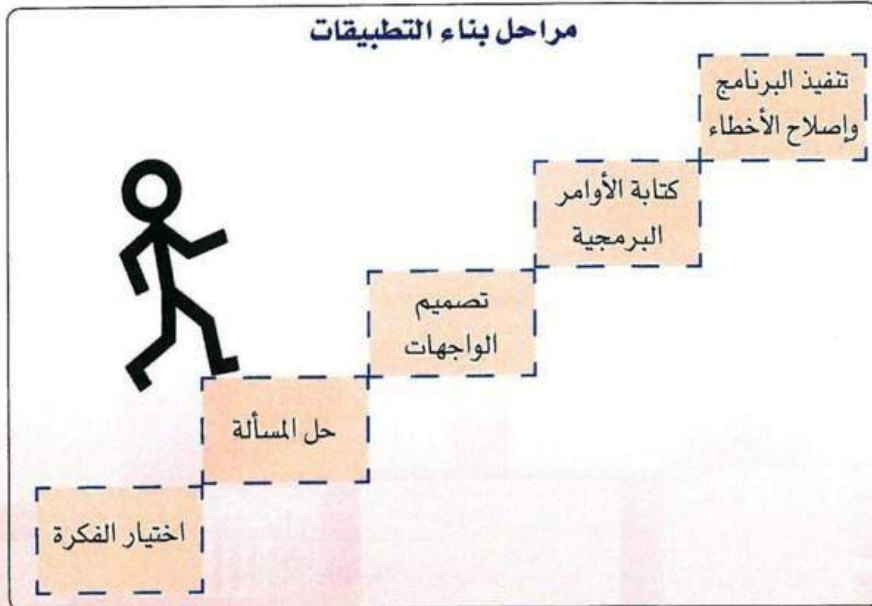 مراحل بناء التطبيقات
تنفيذ البرنامج
وإصلاح الأخطاء
كتابة الأوامر
البرمجية
تصميم
الواجهات
حل المسألة
اختيار الفكرة